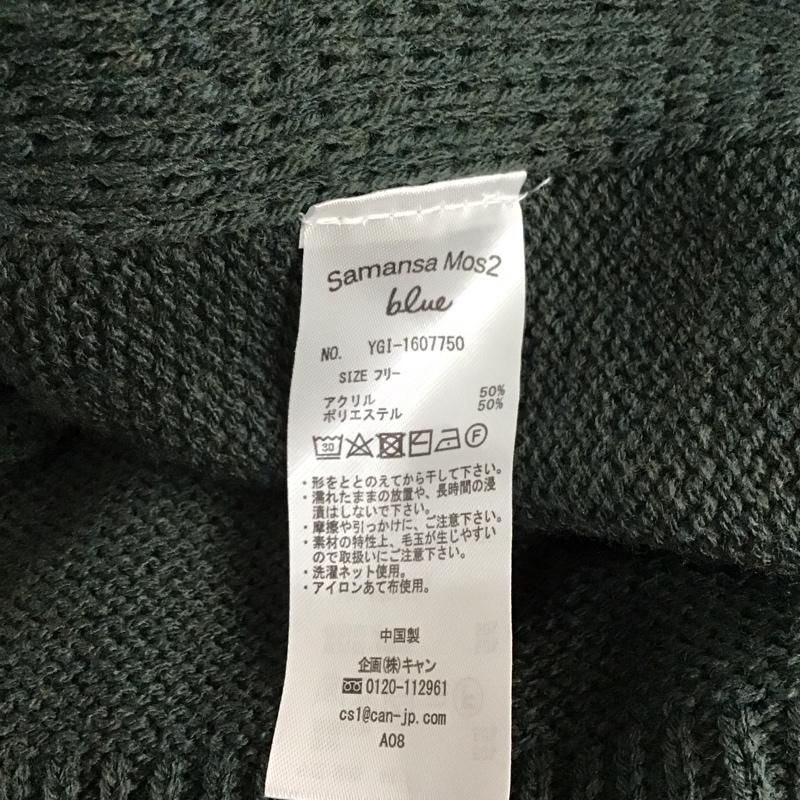 Samansa Mos2
blue
NO. YGI-1607750
SIZE フリー
アクリル 50%
ポリエステル 50%
30 F
・形をととのえてから干して下さい。
・濡れたままの放置や、長時間の浸
漬はしないで下さい。
・摩擦や引っかけに、ご注意下さい。
・素材の特性上、毛玉が生じやすい
ので取扱いにご注意下さい。
・洗濯ネット使用。
・アイロンあて布使用。
中国製
企画(株)キャン
0120-112961
cs1@can-jp.com
A08